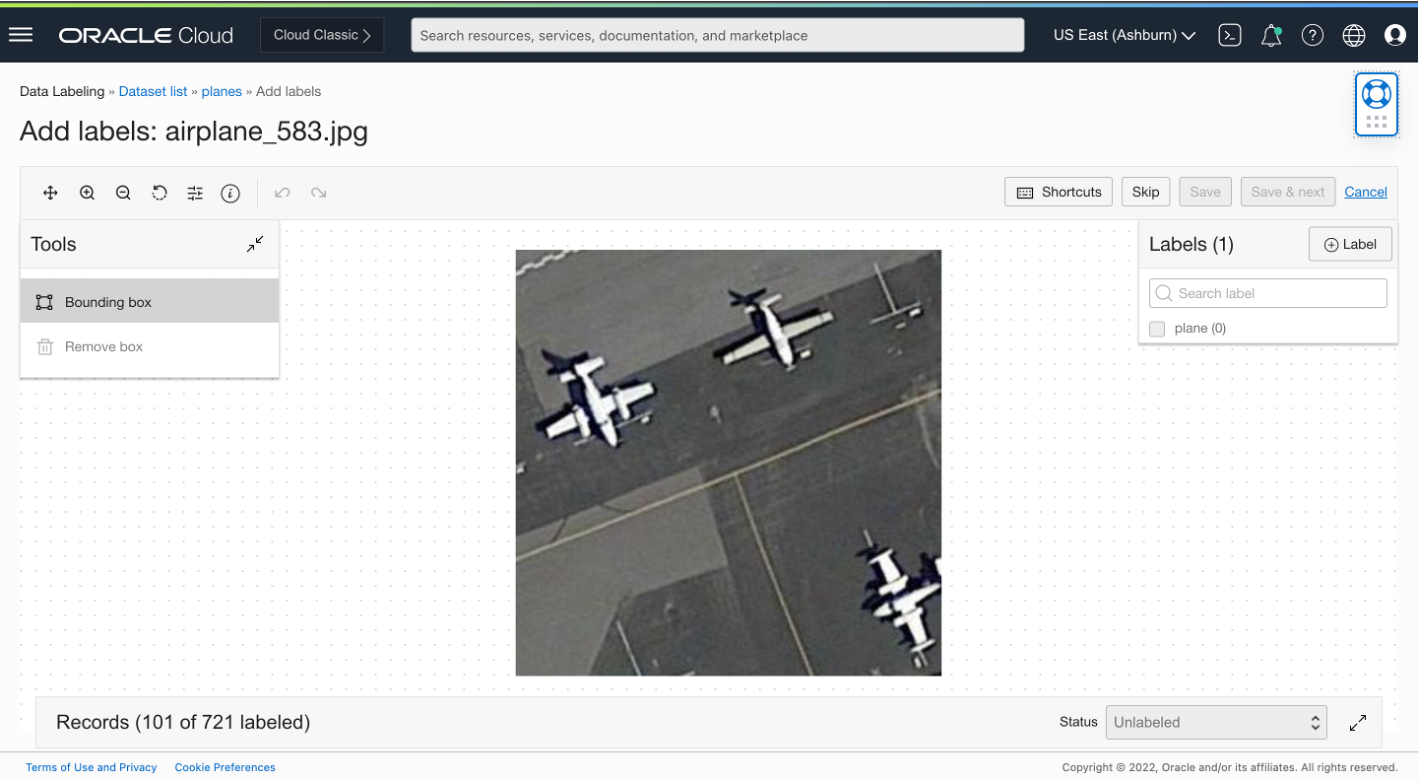 ORACLE Cloud
Cloud Classic >
Search resources, services, documentation, and marketplace
US East (Ashburn)
Data Labeling » Dataset list » planes » Add labels
Add labels: airplane_583.jpg
Shortcuts
Skip
Save
Save & next
Cancel
Tools
Bounding box
Remove box
Labels (1)
Label
Search label
plane (0)
Records (101 of 721 labeled)
Status
Unlabeled
Terms of Use and Privacy
Cookie Preferences
Copyright © 2022, Oracle and/or its affiliates. All rights reserved.